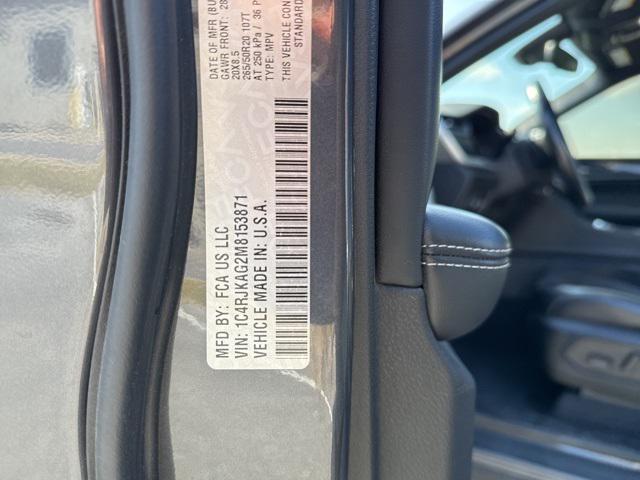 MFD BY: FCA US LLC
DATE OF MFR
GAWR FRONT:
20X8.5
265/50R20 107T
AT 250 kPa / 36 P
TYPE: MPV
THIS VEHICLE CON
STANDARD
VIN: 1C4RJKAG2M8153871
VEHICLE MADE IN: U.S.A.